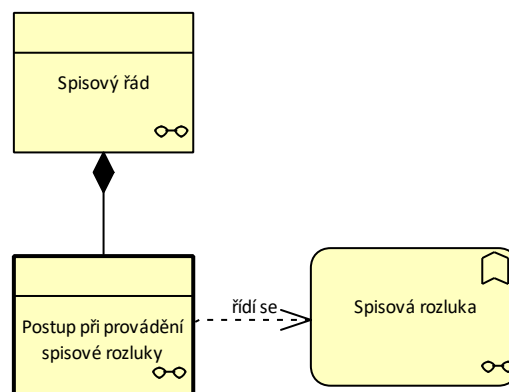 Spisový řád
Postup při provádění
spisové rozluky
řídí se
Spisová rozluka